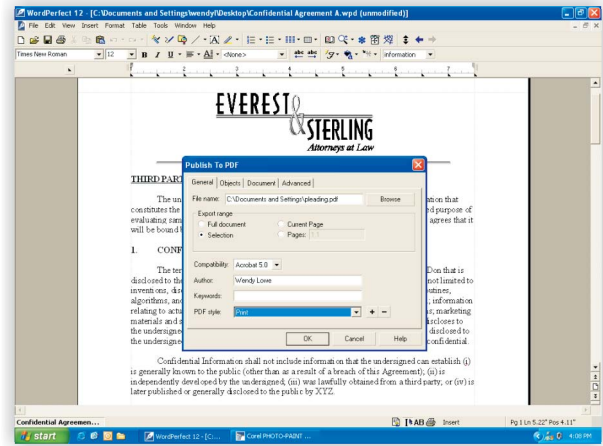 WordPerfect 12 - [C:\Documents and Settings\wendyl\Desktop\Confidential Agreement A.wpd (unmodified)]
File Edit View Insert Format Table Tools Window Help
Times New Roman 12 B I U <None> abc abc information
EVEREST & STERLING
Attorneys at Law
THIRD PART
Publish To PDF
General Objects Document Advanced
File name: C:\Documents and Settings\pleading.pdf Browse
Export range
Full document Current Page
Selection Pages:
Compatibility: Acrobat 5.0
Author: Wendy Lowe
Keywords:
PDF style: Print
OK Cancel Help
The un ation that
constitutes the ed purpose of
evaluating sam agrees that it
will be bound
1. CONF
The ter Don that is
disclosed to the not limited to
inventions, dis outines,
algorithms, and ; information
relating to actu s; marketing
materials and s iscloses to
the undersigne disclosed to
the undersigne confidential.
Confidential Information shall not include information that the undersigned can establish (i)
is generally known to the public (other than as a result of a breach of this Agreement); (ii) is
independently developed by the undersigned; (iii) was lawfully obtained from a third party; or (iv) is
later published or generally disclosed to the public by XYZ.
Confidential Agreemen... AB Insert Pg 1 Ln 5.22" Pos 4.11"
start WordPerfect 12 - [C:... Corel PHOTO-PAINT ... 4:00 PM